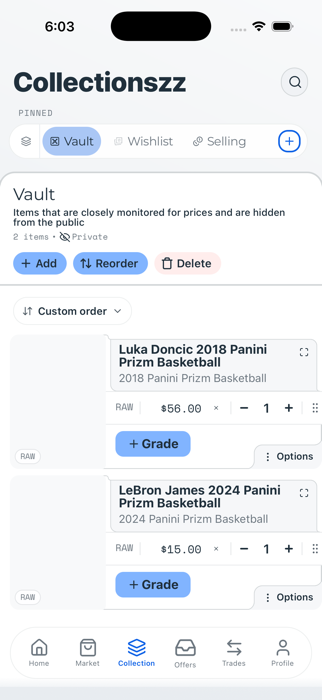 6:03
Collectionszz
PINNED
Vault Wishlist Selling
Vault
Items that are closely monitored for prices and are hidden
from the public
2 items • Private
+ Add Reorder Delete
Custom order
Luka Doncic 2018 Panini
Prizm Basketball
2018 Panini Prizm Basketball
RAW $56.00 × − 1 +
+ Grade
RAW
Options
LeBron James 2024 Panini
Prizm Basketball
2024 Panini Prizm Basketball
RAW $15.00 × − 1 +
+ Grade
RAW
Options
Home Market Collection Offers Trades Profile